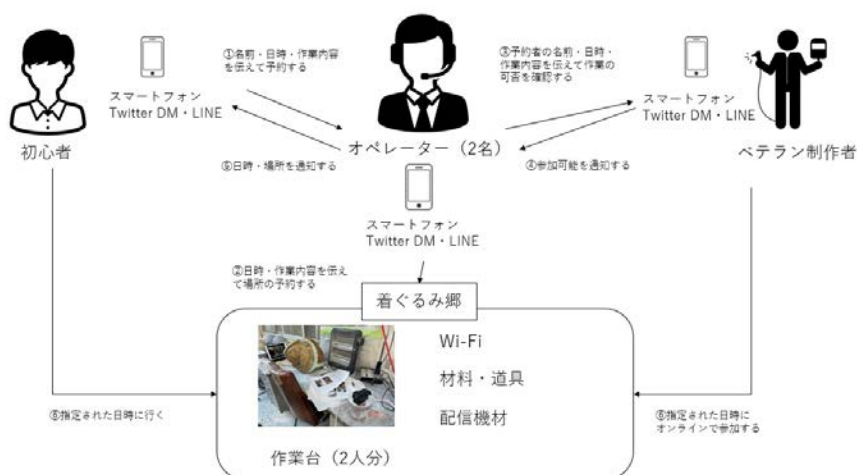 ①名前・日時・作業内容
を伝えて予約する
スマートフォン
Twitter DM・LINE
初心者
オペレーター（2名）
③予約者の名前・日時・
作業内容を伝えて作業の
可否を確認する
スマートフォン
Twitter DM・LINE
ベテラン制作者
⑤日時・場所を通知する
④参加可能を通知する
スマートフォン
Twitter DM・LINE
②日時・作業内容を伝え
て場所の予約する
着ぐるみ郷
Wi-Fi
材料・道具
配信機材
作業台（2人分）
⑥指定された日時に行く
⑥指定された日時に
オンラインで参加する